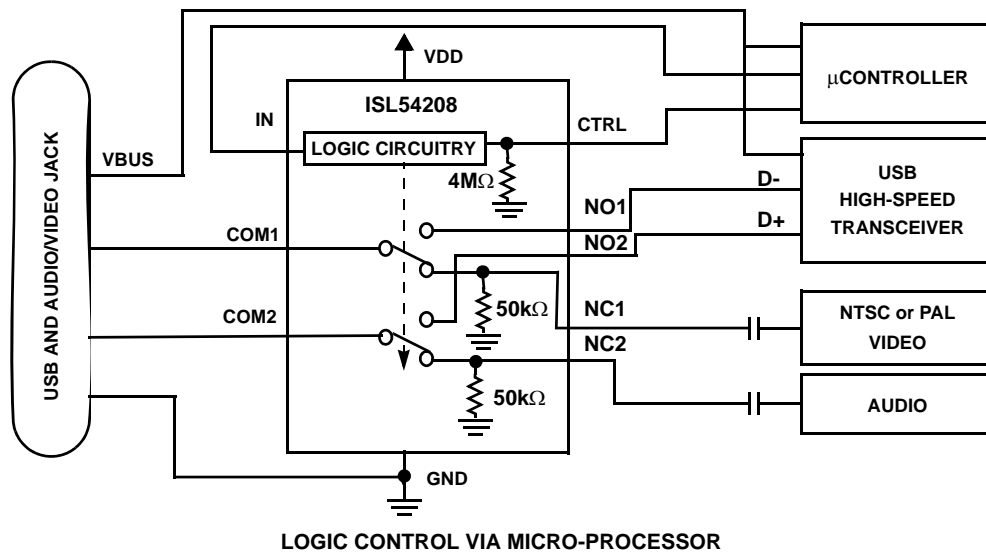 VDD
ISL54208
IN
LOGIC CIRCUITRY
CTRL
4MΩ
µCONTROLLER
USB AND AUDIO/VIDEO JACK
VBUS
COM1
COM2
NO1
NO2
D-
D+
USB
HIGH-SPEED
TRANSCEIVER
50kΩ
NC1
NC2
50kΩ
NTSC or PAL
VIDEO
AUDIO
GND
LOGIC CONTROL VIA MICRO-PROCESSOR